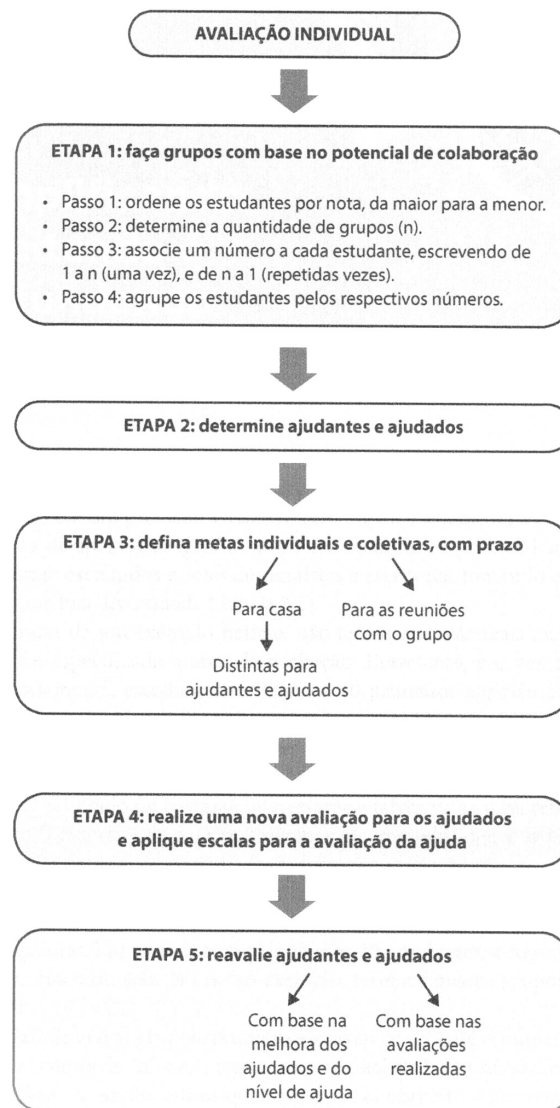 AVALIAÇÃO INDIVIDUAL
ETAPA 1: faça grupos com base no potencial de colaboração
• Passo 1: ordene os estudantes por nota, da maior para a menor.
• Passo 2: determine a quantidade de grupos (n).
• Passo 3: associe um número a cada estudante, escrevendo de
1 a n (uma vez), e de n a 1 (repetidas vezes).
• Passo 4: agrupe os estudantes pelos respectivos números.
ETAPA 2: determine ajudantes e ajudados
ETAPA 3: defina metas individuais e coletivas, com prazo
Para casa
Para as reuniões
com o grupo
Distintas para
ajudantes e ajudados
ETAPA 4: realize uma nova avaliação para os ajudados
e aplique escalas para a avaliação da ajuda
ETAPA 5: reavalie ajudantes e ajudados
Com base na
melhora dos
ajudados e do
nível de ajuda
Com base nas
avaliações
realizadas